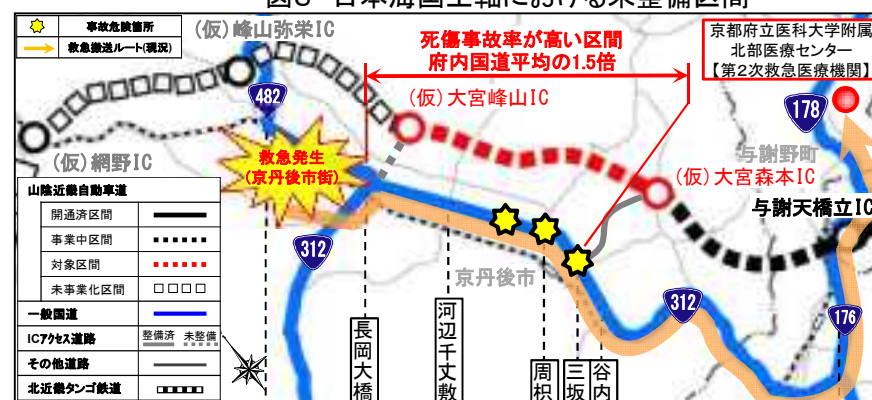 図3 日本海国土軸における未整備区間
事故危険箇所
救急搬送ルート(現況)
(仮)峰山弥栄IC
死傷事故率が高い区間
府内国道平均の1.5倍
京都府立医科大学附属
北部医療センター
【第2次救急医療機関】
482
(仮)大宮峰山IC
178
(仮)網野IC
救急発生
(京丹後市街)
与謝野町
(仮)大宮森本IC
与謝天橋立IC
山陰近畿自動車道
開通済区間
事業中区間
対象区間
未事業化区間
一般国道
ICアクセス道路
整備済 未整備
その他道路
北近畿タンゴ鉄道
312
京丹後市
312
176
長岡大橋
河辺千丈敷
周枳
三坂
谷内